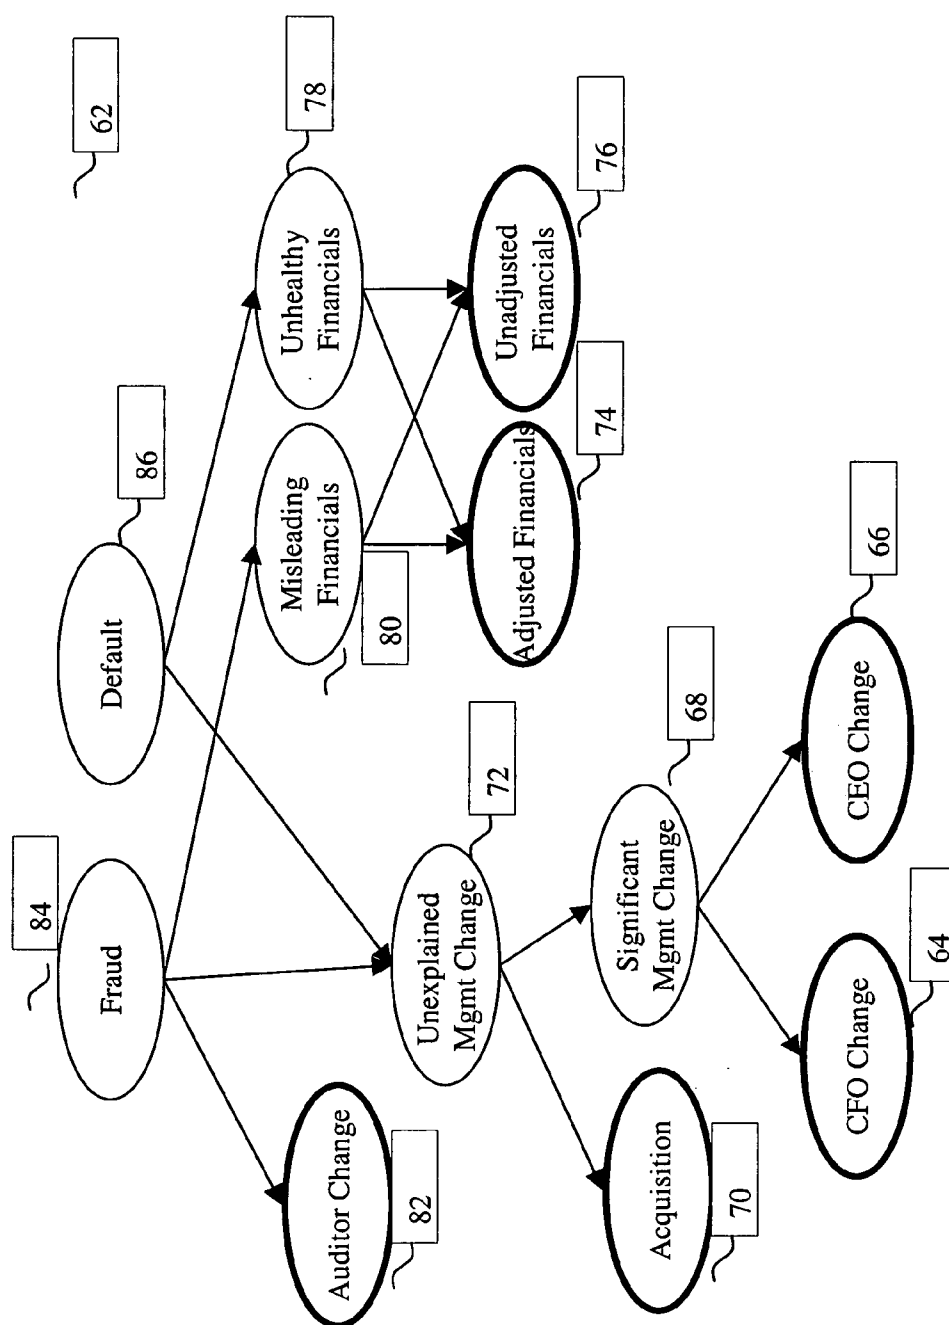 62
84
Fraud
86
Default
78
Unhealthy
Financials
Misleading
Financials
80
82
Auditor Change
72
Unexplained
Mgmt Change
76
Unadjusted
Financials
74
Adjusted Financials
70
Acquisition
68
Significant
Mgmt Change
66
CEO Change
64
CFO Change